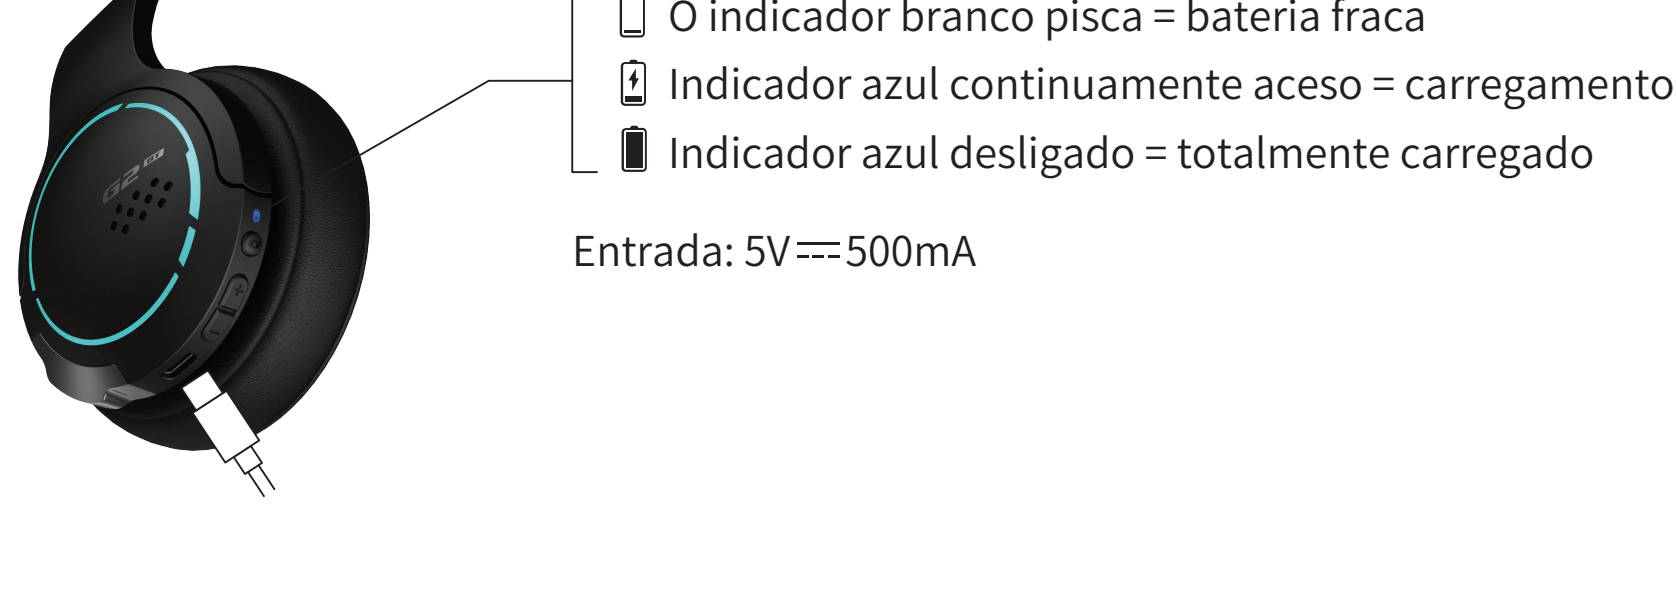 O indicador branco pisca = bateria fraca
Indicador azul continuamente aceso = carregamento
Indicador azul desligado = totalmente carregado
Entrada: 5V⎓500mA
G2 BT
+
-